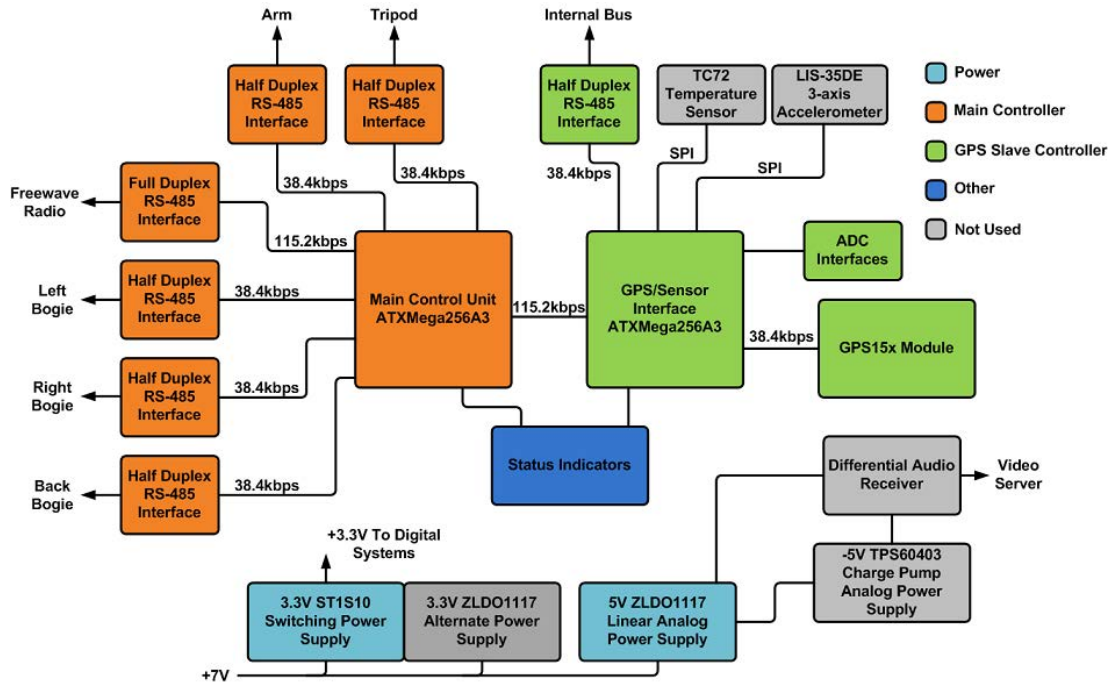 Arm
Tripod
Internal Bus
Half Duplex
RS-485
Interface
Half Duplex
RS-485
Interface
Half Duplex
RS-485
Interface
TC72
Temperature
Sensor
LIS-35DE
3-axis
Accelerometer
Power
Main Controller
GPS Slave Controller
Other
Not Used
38.4kbps
38.4kbps
38.4kbps
SPI
SPI
Freewave
Radio
Full Duplex
RS-485
Interface
115.2kbps
Left
Bogie
Half Duplex
RS-485
Interface
38.4kbps
Main Control Unit
ATXMega256A3
115.2kbps
GPS/Sensor
Interface
ATXMega256A3
ADC
Interfaces
38.4kbps
GPS15x Module
Right
Bogie
Half Duplex
RS-485
Interface
38.4kbps
Back
Bogie
Half Duplex
RS-485
Interface
38.4kbps
Status Indicators
Differential Audio
Receiver
Video
Server
+3.3V To Digital
Systems
-5V TPS60403
Charge Pump
Analog Power
Supply
3.3V ST1S10
Switching Power
Supply
3.3V ZLDO1117
Alternate Power
Supply
5V ZLDO1117
Linear Analog
Power Supply
+7V